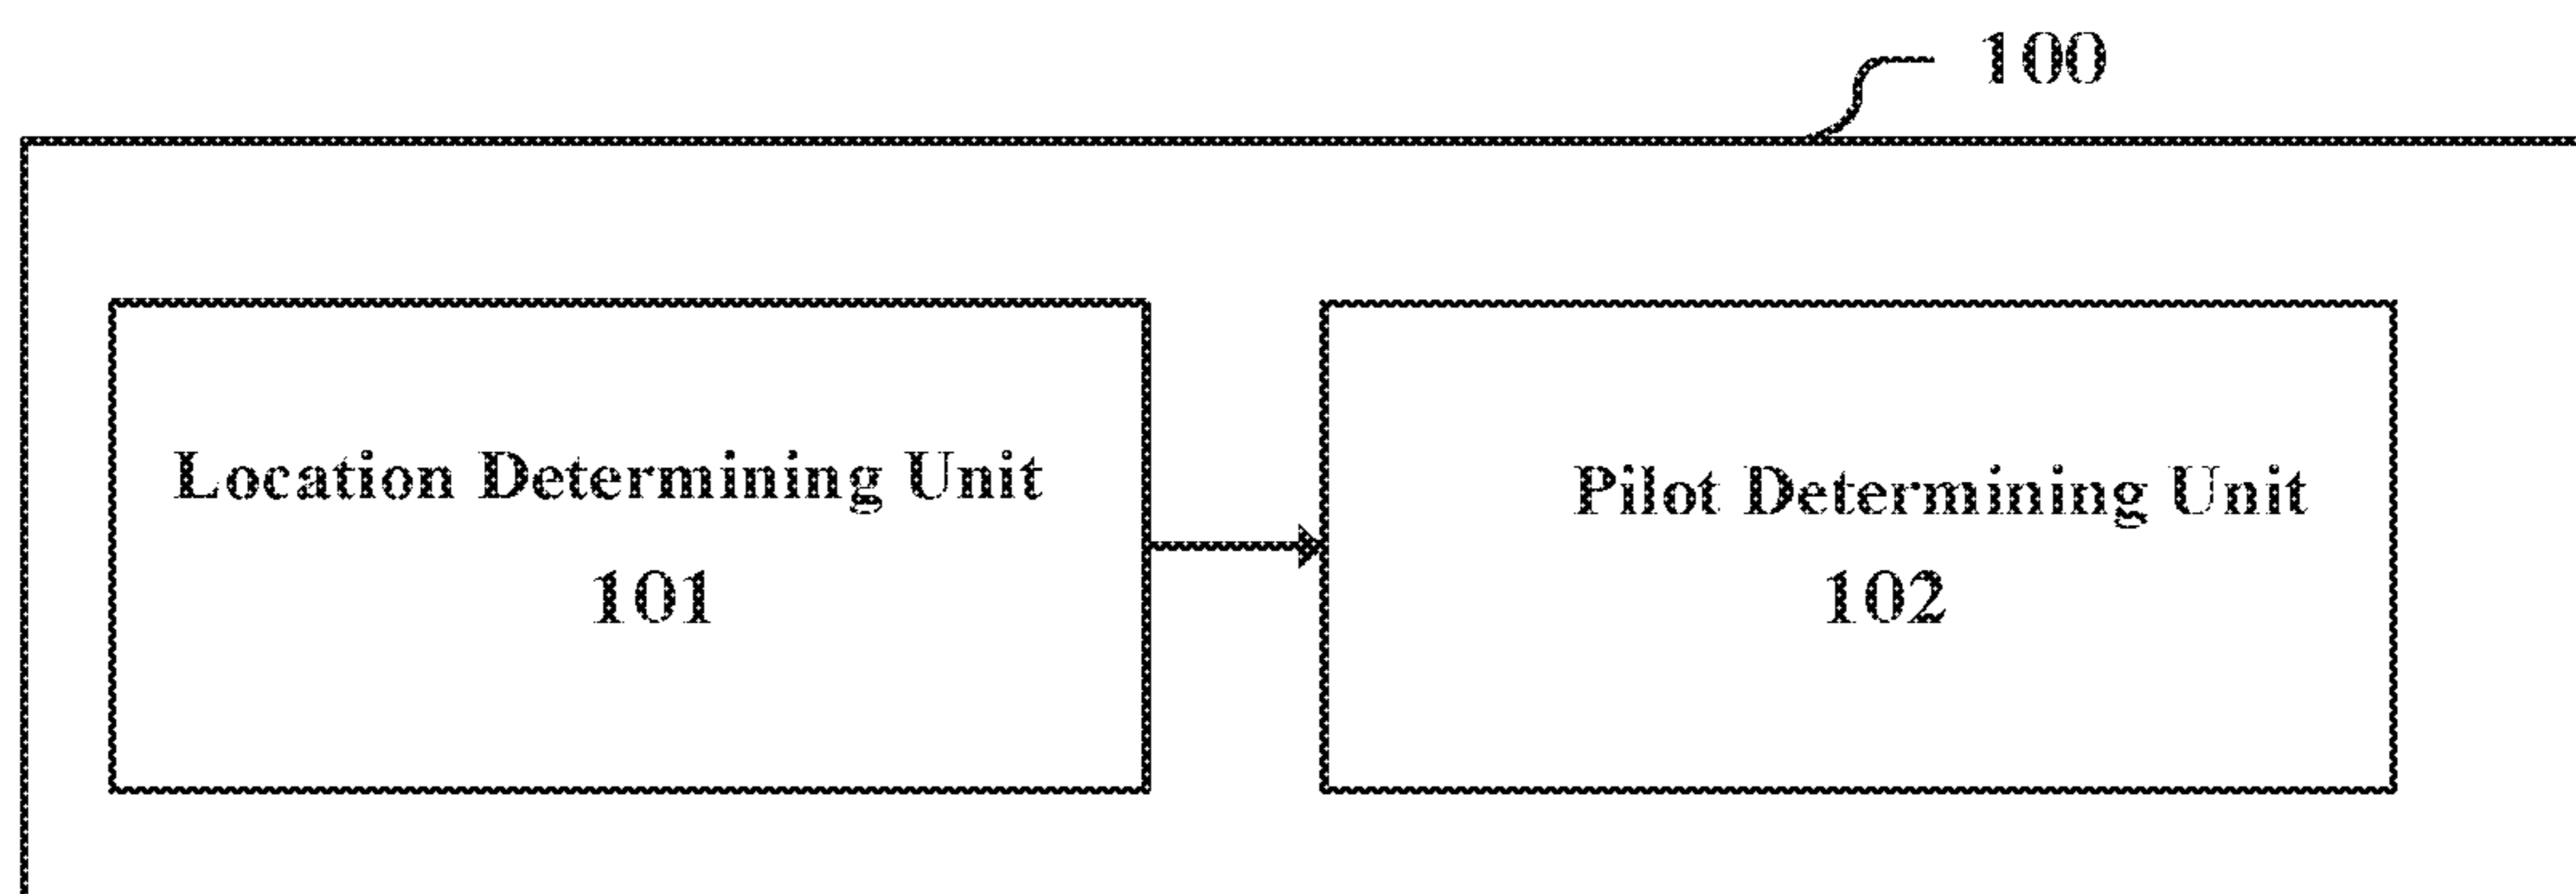 100
Location Determining Unit
101
Pilot Determining Unit
102